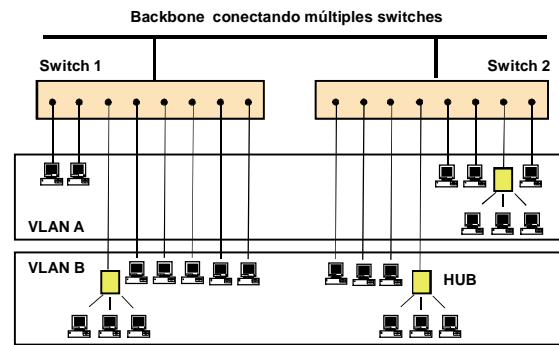 Backbone conectando múltiples switches
Switch 1
Switch 2
VLAN A
VLAN B
HUB